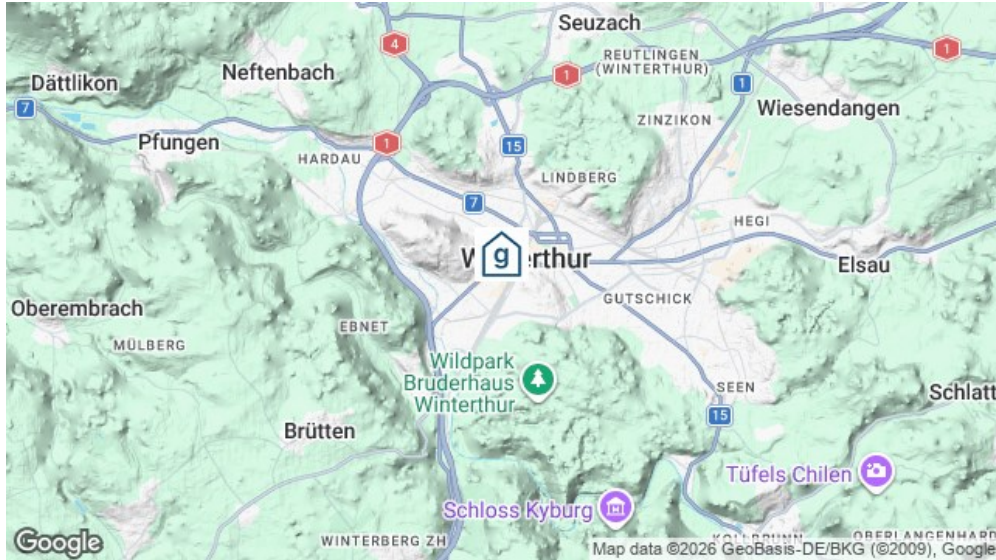 Seuzach
4
REUTLINGEN
(WINTERTHUR)
1
1
1
Neftenbach
Dättlikon
7
Wiesendangen
ZINZIKON
Pfungen
1
15
HARDAU
LINDBERG
7
HEGI
g
Elsau
GUTSCHICK
Oberembrach
EBNET
MÜLBERG
Wildpark
Bruderhaus
Winterthur
SEEN
Schlatt
15
Brütten
Tüfels Chilen
Schloss Kyburg
WINTERBERG ZH
Google
Map data ©2026 GeoBasis-DE/BKG (©2009), Google